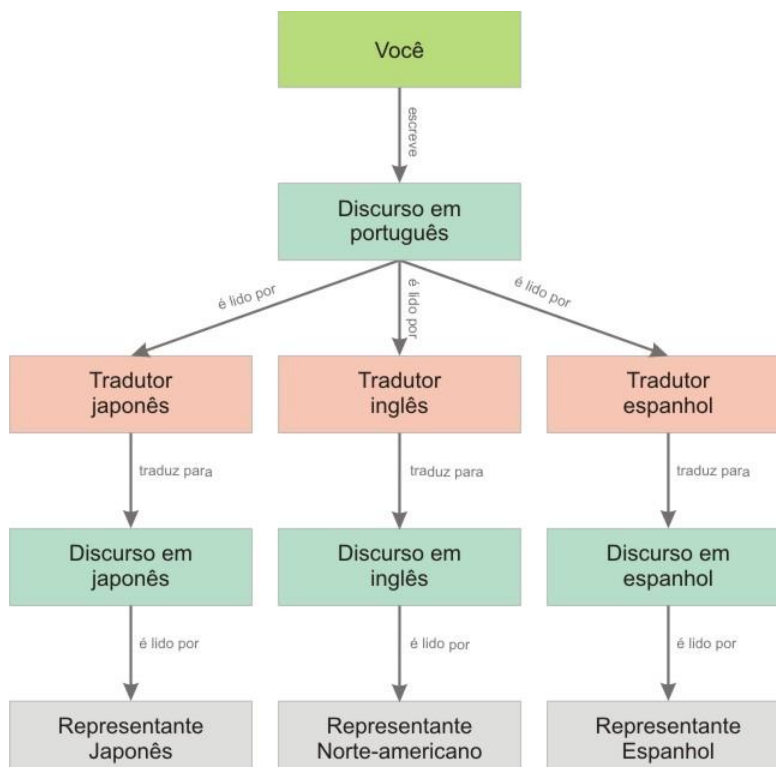 Você
escreve
Discurso em
português
é lido por
é lido por
é lido por
Tradutor
japonês
Tradutor
inglês
Tradutor
espanhol
traduz para
traduz para
traduz para
Discurso em
japonês
Discurso em
inglês
Discurso em
espanhol
é lido por
é lido por
é lido por
Representante
Japonês
Representante
Norte-americano
Representante
Espanhol